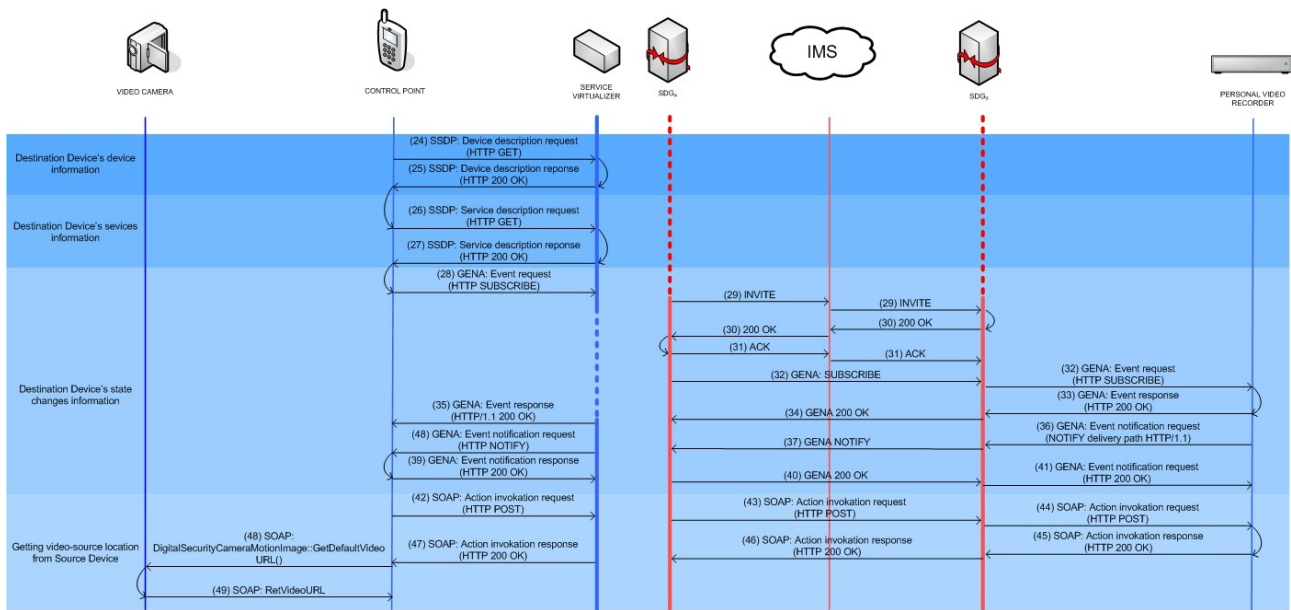 IMS
VIDEO CAMERA
CONTROL POINT
SERVICE
VIRTUALIZER
SDGₐ
SDG
PERSONAL VIDEO
RECORDER
Destination Device's device
information
(24) SSDP: Device description request
(HTTP GET)
(25) SSDP: Device description reponse
(HTTP 200 OK)
Destination Device's sevices
information
(26) SSDP: Service description request
(HTTP GET)
(27) SSDP: Service description reponse
(HTTP 200 OK)
Destination Device's state
changes information
(28) GENA: Event request
(HTTP SUBSCRIBE)
(29) INVITE
(29) INVITE
(30) 200 OK
(30) 200 OK
(31) ACK
(31) ACK
(32) GENA: SUBSCRIBE
(32) GENA: Event request
(HTTP SUBSCRIBE)
(33) GENA: Event response
(HTTP 200 OK)
(34) GENA 200 OK
(35) GENA: Event response
(HTTP/1.1 200 OK)
(36) GENA: Event notification request
(NOTIFY delivery path HTTP/1.1)
(37) GENA NOTIFY
(48) GENA: Event notification request
(HTTP NOTIFY)
(39) GENA: Event notification response
(HTTP 200 OK)
(40) GENA 200 OK
(41) GENA: Event notification request
(HTTP 200 OK)
Getting video-source location
from Source Device
(42) SOAP: Action invokation request
(HTTP POST)
(43) SOAP: Action invokation request
(HTTP POST)
(44) SOAP: Action invokation request
(HTTP POST)
(45) SOAP: Action invokation response
(HTTP 200 OK)
(46) SOAP: Action invokation response
(HTTP 200 OK)
(47) SOAP: Action invokation response
(HTTP 200 OK)
(48) SOAP:
DigitalSecurityCameraMotionImage::GetDefaultVideo
URL()
(49) SOAP: RetVideoURL